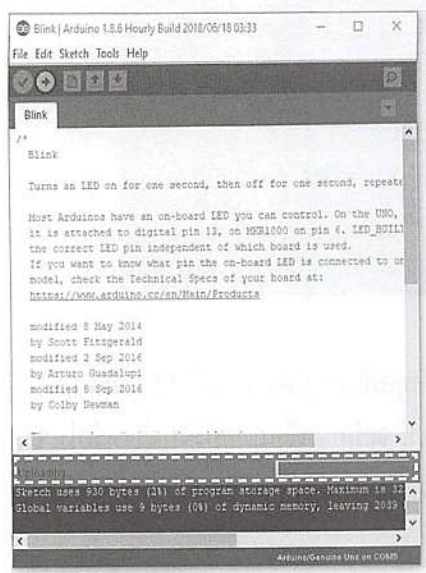 Blink | Arduino 1.8.6 Hourly Build 2018/06/18 03:33
File Edit Sketch Tools Help
Blink
/*
Blink
Turns an LED on for one second, then off for one second, repeate
Most Arduinos have an on-board LED you can control. On the UNO,
it is attached to digital pin 13, on MKR1000 on pin 6. LED_BUIL
the correct LED pin independent of which board is used.
If you want to know what pin the on-board LED is connected to on
model, check the Technical Specs of your board at:
https://www.arduino.cc/en/Main/Products
modified 8 May 2014
by Scott Fitzgerald
modified 2 Sep 2016
by Arturo Guadalupi
modified 8 Sep 2016
by Colby Newman
Uploading...
Sketch uses 930 bytes (2%) of program storage space. Maximum is 32
Global variables use 9 bytes (0%) of dynamic memory, leaving 2039
Arduino/Genuino Uno on COM5